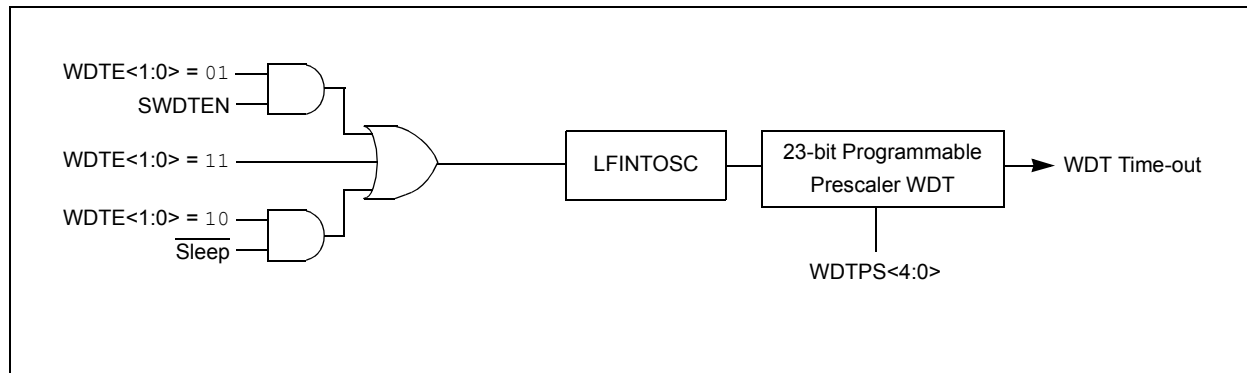 WDTE<1:0> = 01
SWDTEN
WDTE<1:0> = 11
WDTE<1:0> = 10
Sleep
LFINTOSC
23-bit Programmable
Prescaler WDT
WDTPS<4:0>
WDT Time-out